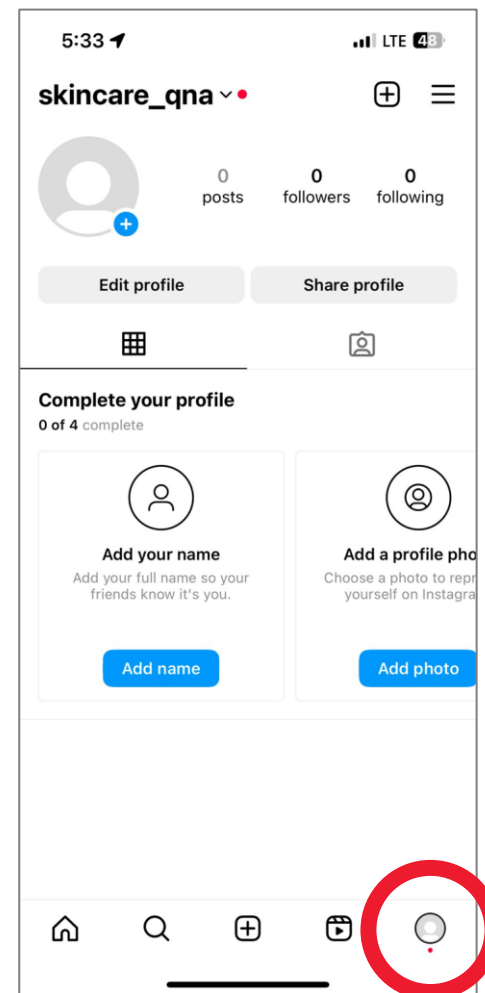 5:33 LTE 48
skincare_qna
0 0 0
posts followers following
Edit profile Share profile
Complete your profile
0 of 4 complete
Add your name Add a profile pho
Add your full name so your Choose a photo to repr
friends know it's you. yourself on Instagra
Add name Add photo